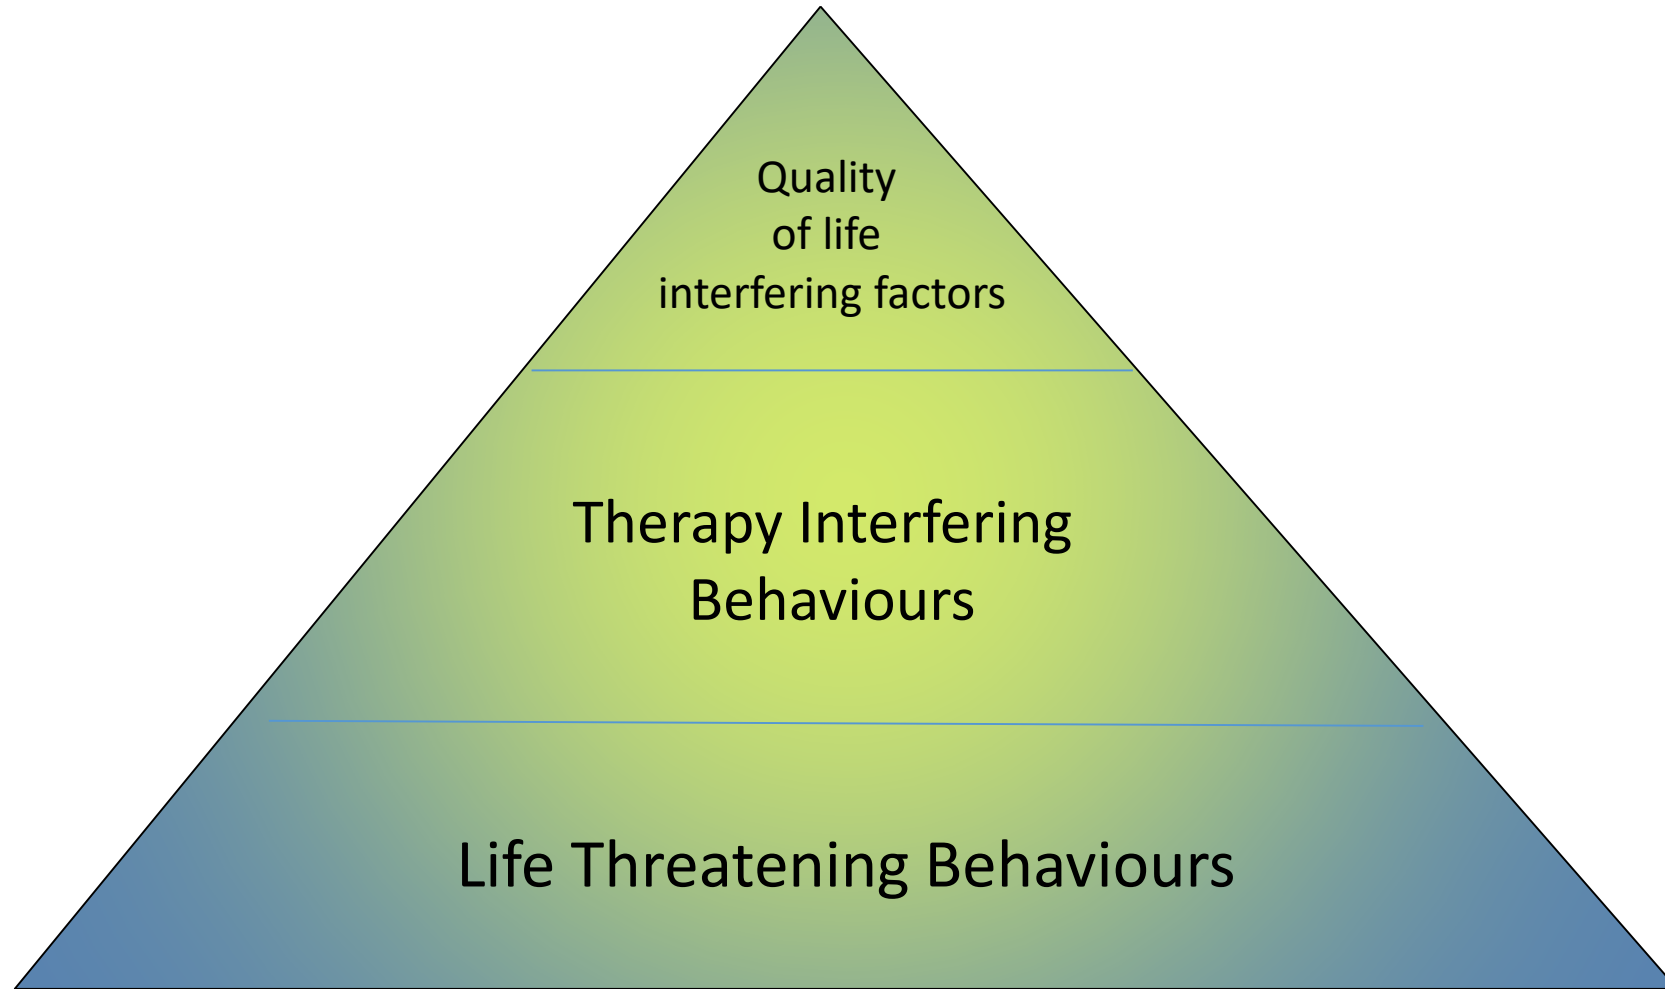 Quality
of life
interfering factors
Therapy Interfering
Behaviours
Life Threatening Behaviours